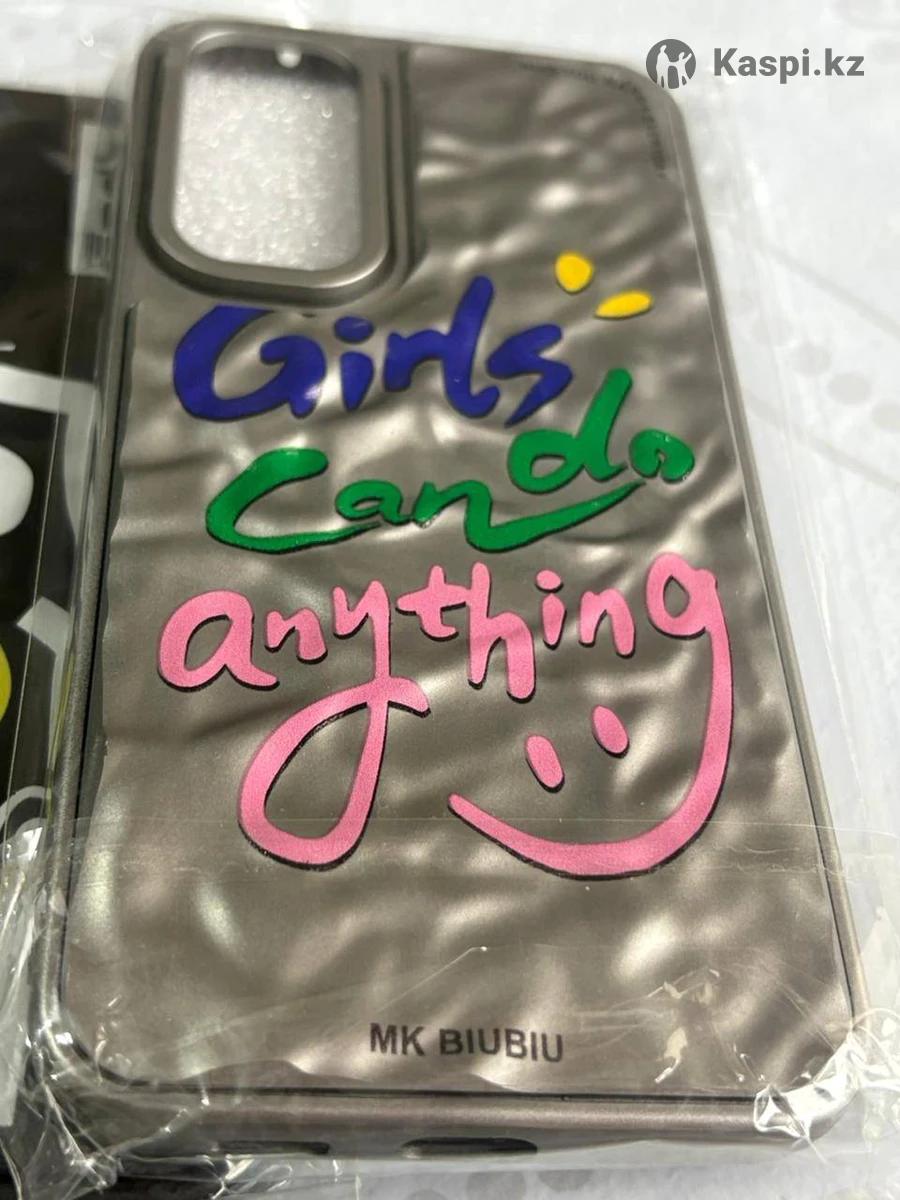 Kaspi.kz
Girls
Can do
anything
MK BIUBIU